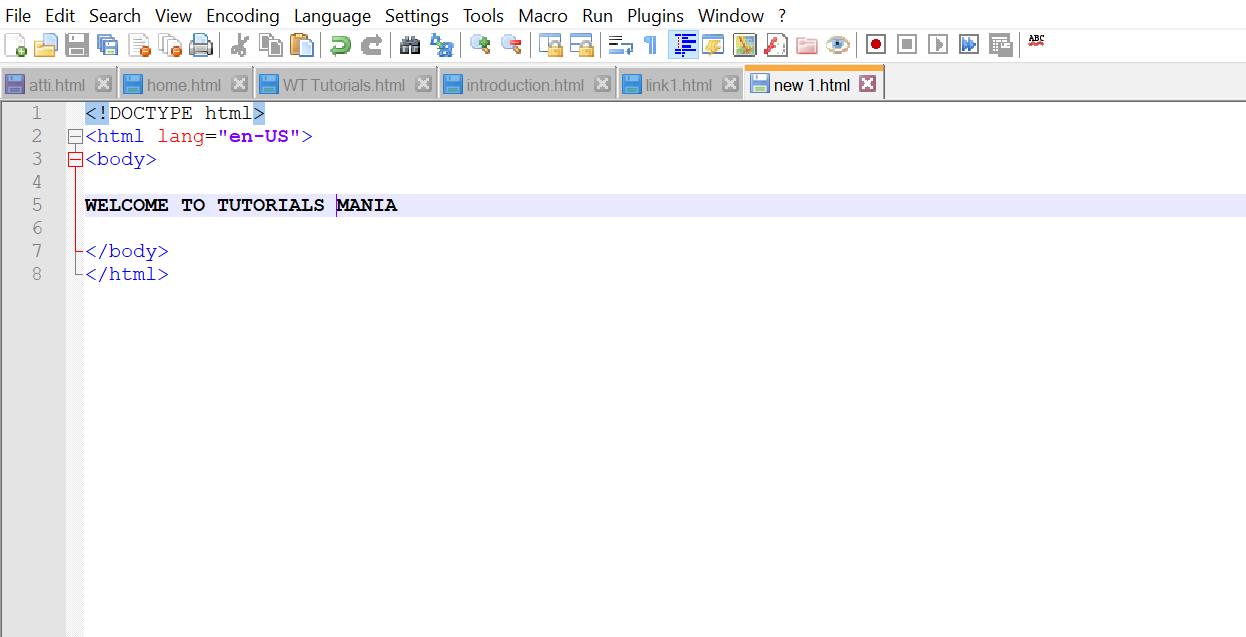 File Edit Search View Encoding Language Settings Tools Macro Run Plugins Window ?
ABC
atti.html home.html WT Tutorials.html introduction.html link1.html new 1.html
1 <!DOCTYPE html>
2 <html lang="en-US">
3 <body>
4
5 WELCOME TO TUTORIALS MANIA
6
7 </body>
8 </html>